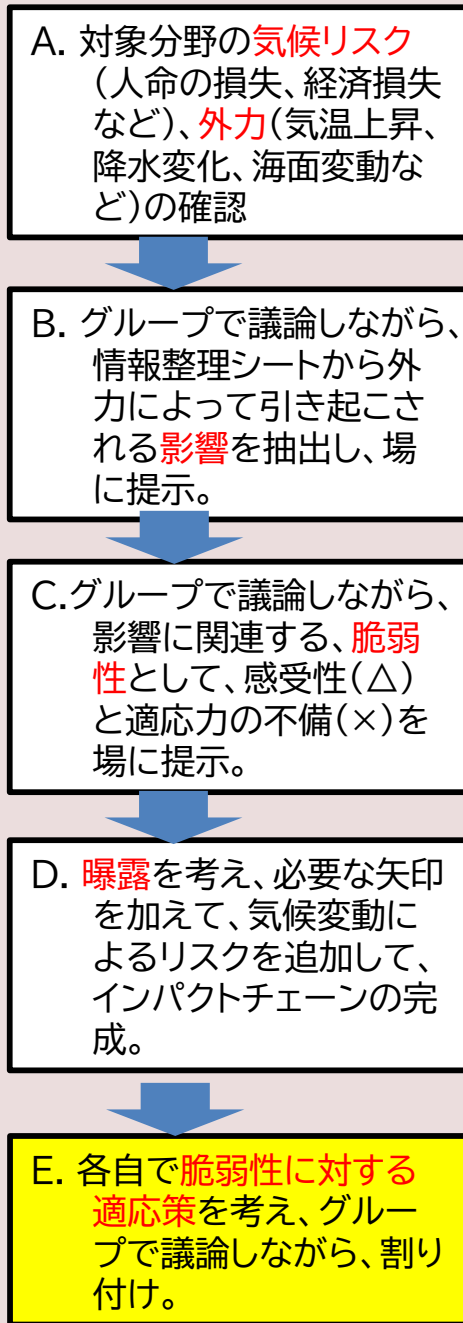 A. 対象分野の気候リスク
(人命の損失、経済損失
など)、外力(気温上昇、
降水変化、海面変動な
ど)の確認
B. グループで議論しながら、
情報整理シートから外
力によって引き起こさ
れる影響を抽出し、場
に提示。
C.グループで議論しながら、
影響に関連する、脆弱
性として、感受性(△)
と適応力の不備(×)を
場に提示。
D. 曝露を考え、必要な矢印
を加えて、気候変動に
よるリスクを追加して、
インパクトチェーンの完
成。
E. 各自で脆弱性に対する
適応策を考え、グルー
プで議論しながら、割り
付け。